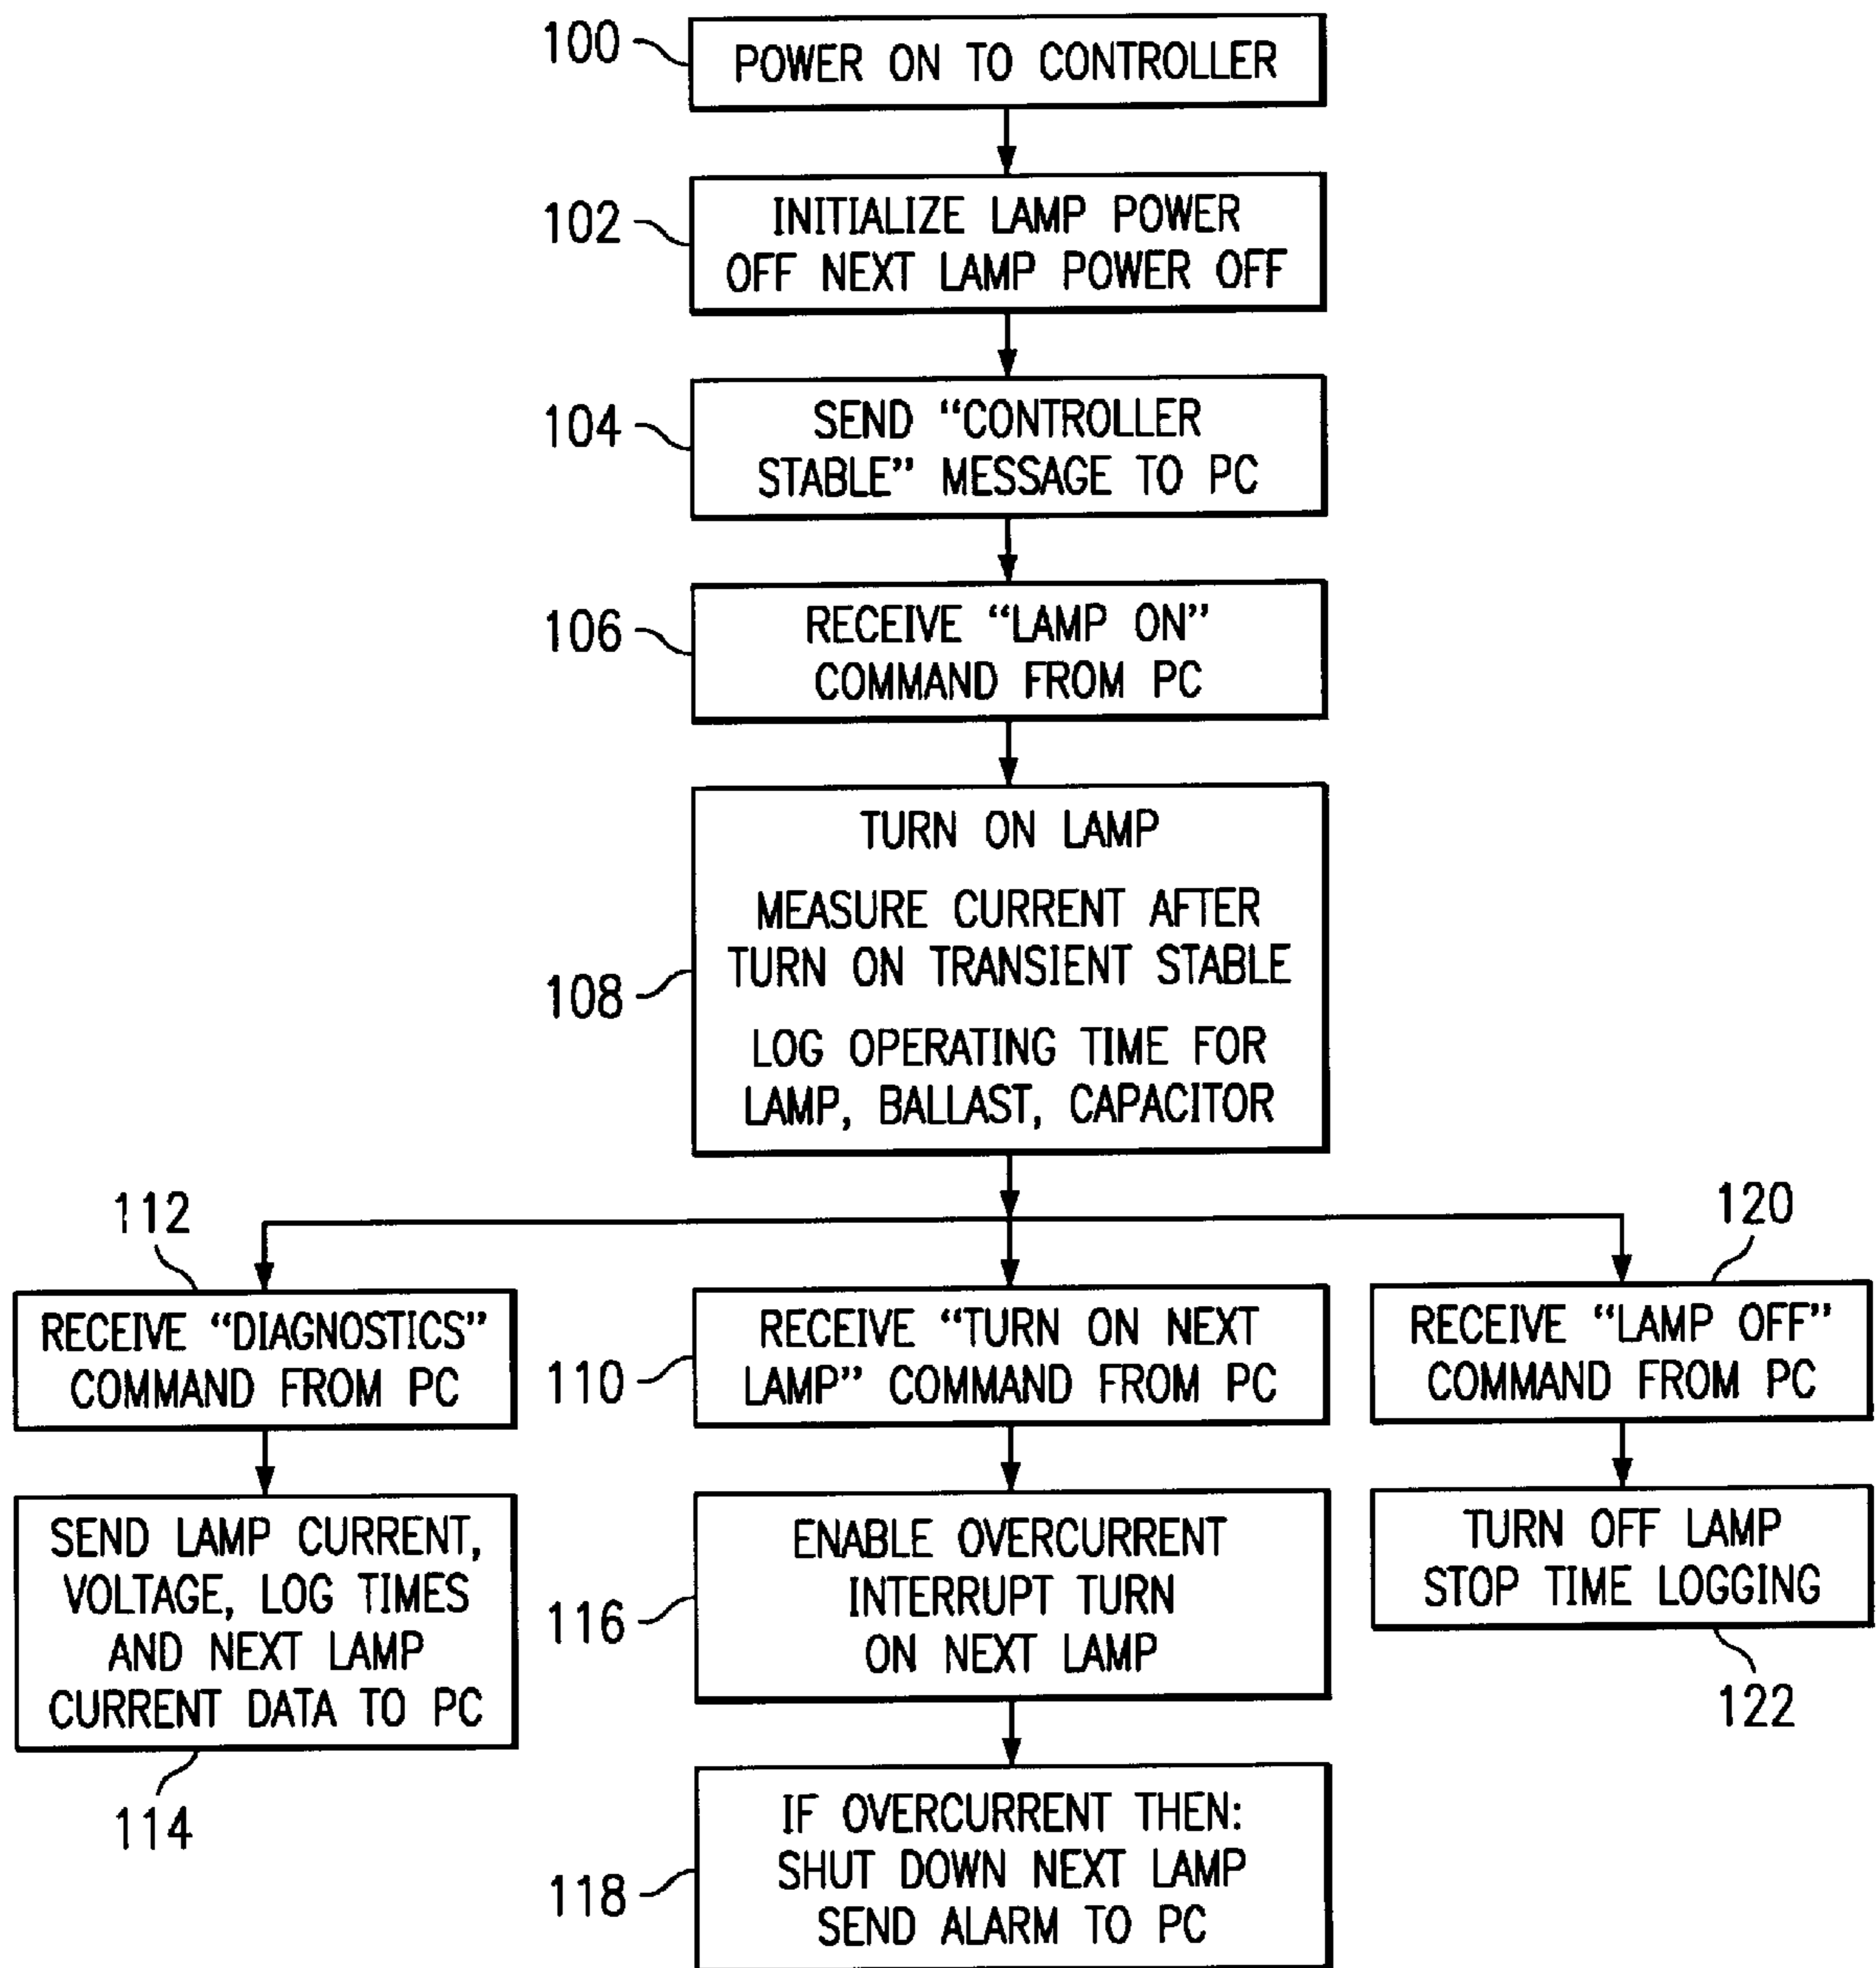 100
POWER ON TO CONTROLLER
102
INITIALIZE LAMP POWER
OFF NEXT LAMP POWER OFF
104
SEND “CONTROLLER
STABLE” MESSAGE TO PC
106
RECEIVE “LAMP ON”
COMMAND FROM PC
108
TURN ON LAMP
MEASURE CURRENT AFTER
TURN ON TRANSIENT STABLE
LOG OPERATING TIME FOR
LAMP, BALLAST, CAPACITOR
112
RECEIVE “DIAGNOSTICS”
COMMAND FROM PC
SEND LAMP CURRENT,
VOLTAGE, LOG TIMES
AND NEXT LAMP
CURRENT DATA TO PC
114
110
RECEIVE “TURN ON NEXT
LAMP” COMMAND FROM PC
116
ENABLE OVERCURRENT
INTERRUPT TURN
ON NEXT LAMP
118
IF OVERCURRENT THEN:
SHUT DOWN NEXT LAMP
SEND ALARM TO PC
120
RECEIVE “LAMP OFF”
COMMAND FROM PC
TURN OFF LAMP
STOP TIME LOGGING
122